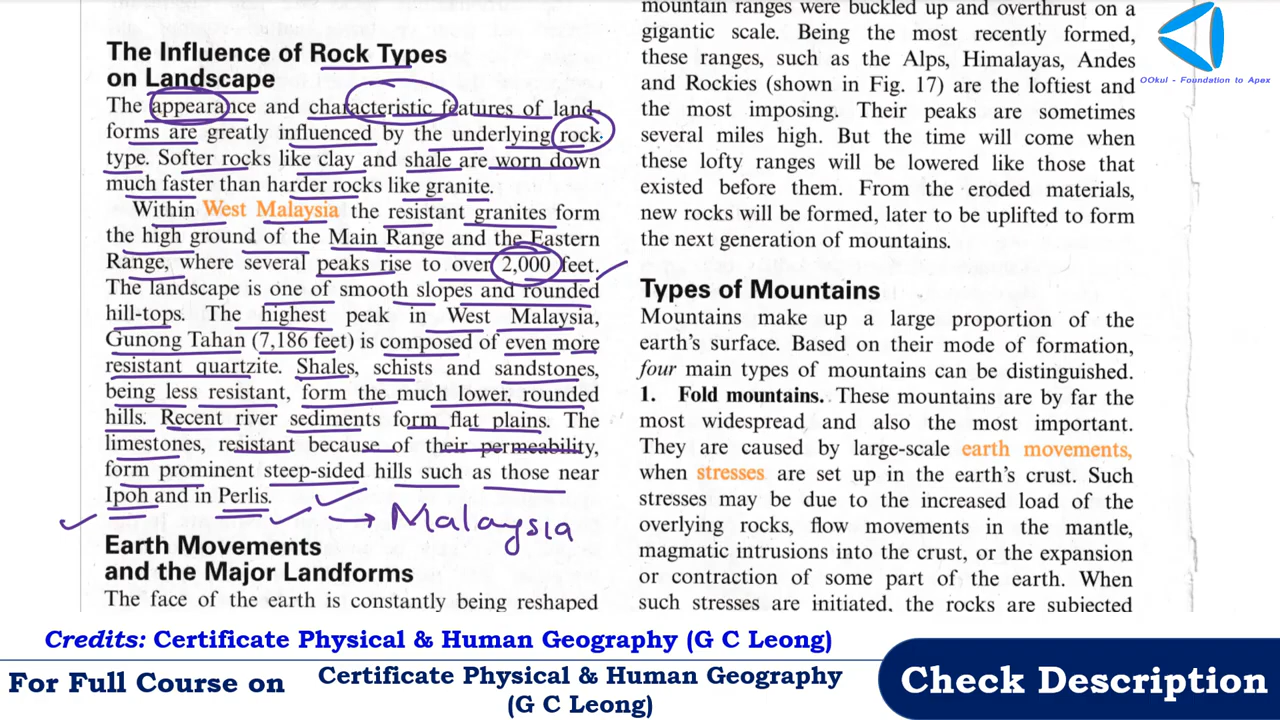 The Influence of Rock Types
on Landscape
The appearance and characteristic features of land-
forms are greatly influenced by the underlying rock
type. Softer rocks like clay and shale are worn down
much faster than harder rocks like granite.
Within West Malaysia the resistant granites form
the high ground of the Main Range and the Eastern
Range, where several peaks rise to over 2,000 feet.
The landscape is one of smooth slopes and rounded
hill-tops. The highest peak in West Malaysia,
Gunong Tahan (7,186 feet) is composed of even more
resistant quartzite. Shales, schists and sandstones,
being less resistant, form the much lower, rounded
hills. Recent river sediments form flat plains. The
limestones, resistant because of their permeability,
form prominent steep-sided hills such as those near
Ipoh and in Perlis.
→ Malaysia
Earth Movements
and the Major Landforms
The face of the earth is constantly being reshaped
mountain ranges were buckled up and overthrust on a
gigantic scale. Being the most recently formed,
these ranges, such as the Alps, Himalayas, Andes
and Rockies (shown in Fig. 17) are the loftiest and
the most imposing. Their peaks are sometimes
several miles high. But the time will come when
these lofty ranges will be lowered like those that
existed before them. From the eroded materials,
new rocks will be formed, later to be uplifted to form
the next generation of mountains.
Types of Mountains
Mountains make up a large proportion of the
earth's surface. Based on their mode of formation,
four main types of mountains can be distinguished.
1. Fold mountains. These mountains are by far the
most widespread and also the most important.
They are caused by large-scale earth movements,
when stresses are set up in the earth's crust. Such
stresses may be due to the increased load of the
overlying rocks, flow movements in the mantle,
magmatic intrusions into the crust, or the expansion
or contraction of some part of the earth. When
such stresses are initiated, the rocks are subjected
OOkul - Foundation to Apex
Credits: Certificate Physical & Human Geography (G C Leong)
For Full Course on
Certificate Physical & Human Geography
(G C Leong)
Check Description